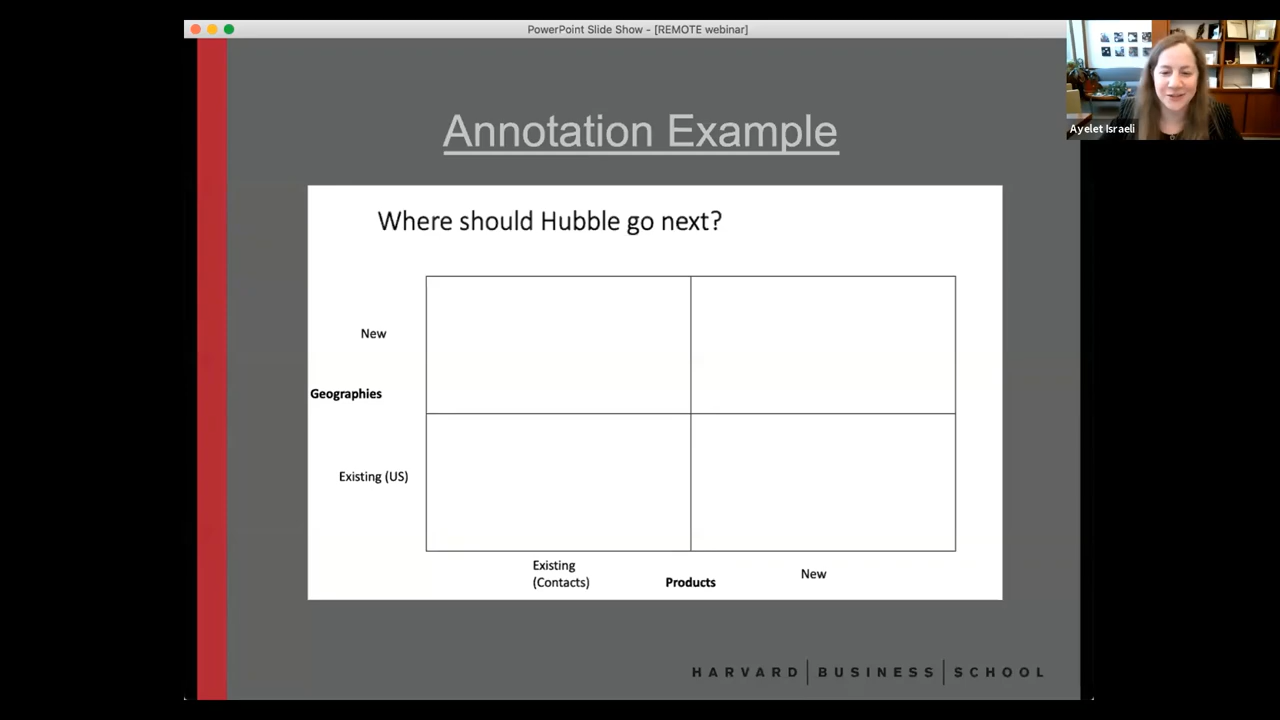 PowerPoint Slide Show - [REMOTE webinar]
Ayelet Israeli
Annotation Example
Where should Hubble go next?
New
Geographies
Existing (US)
Existing
(Contacts)
Products
New
HARVARD | BUSINESS | SCHOOL